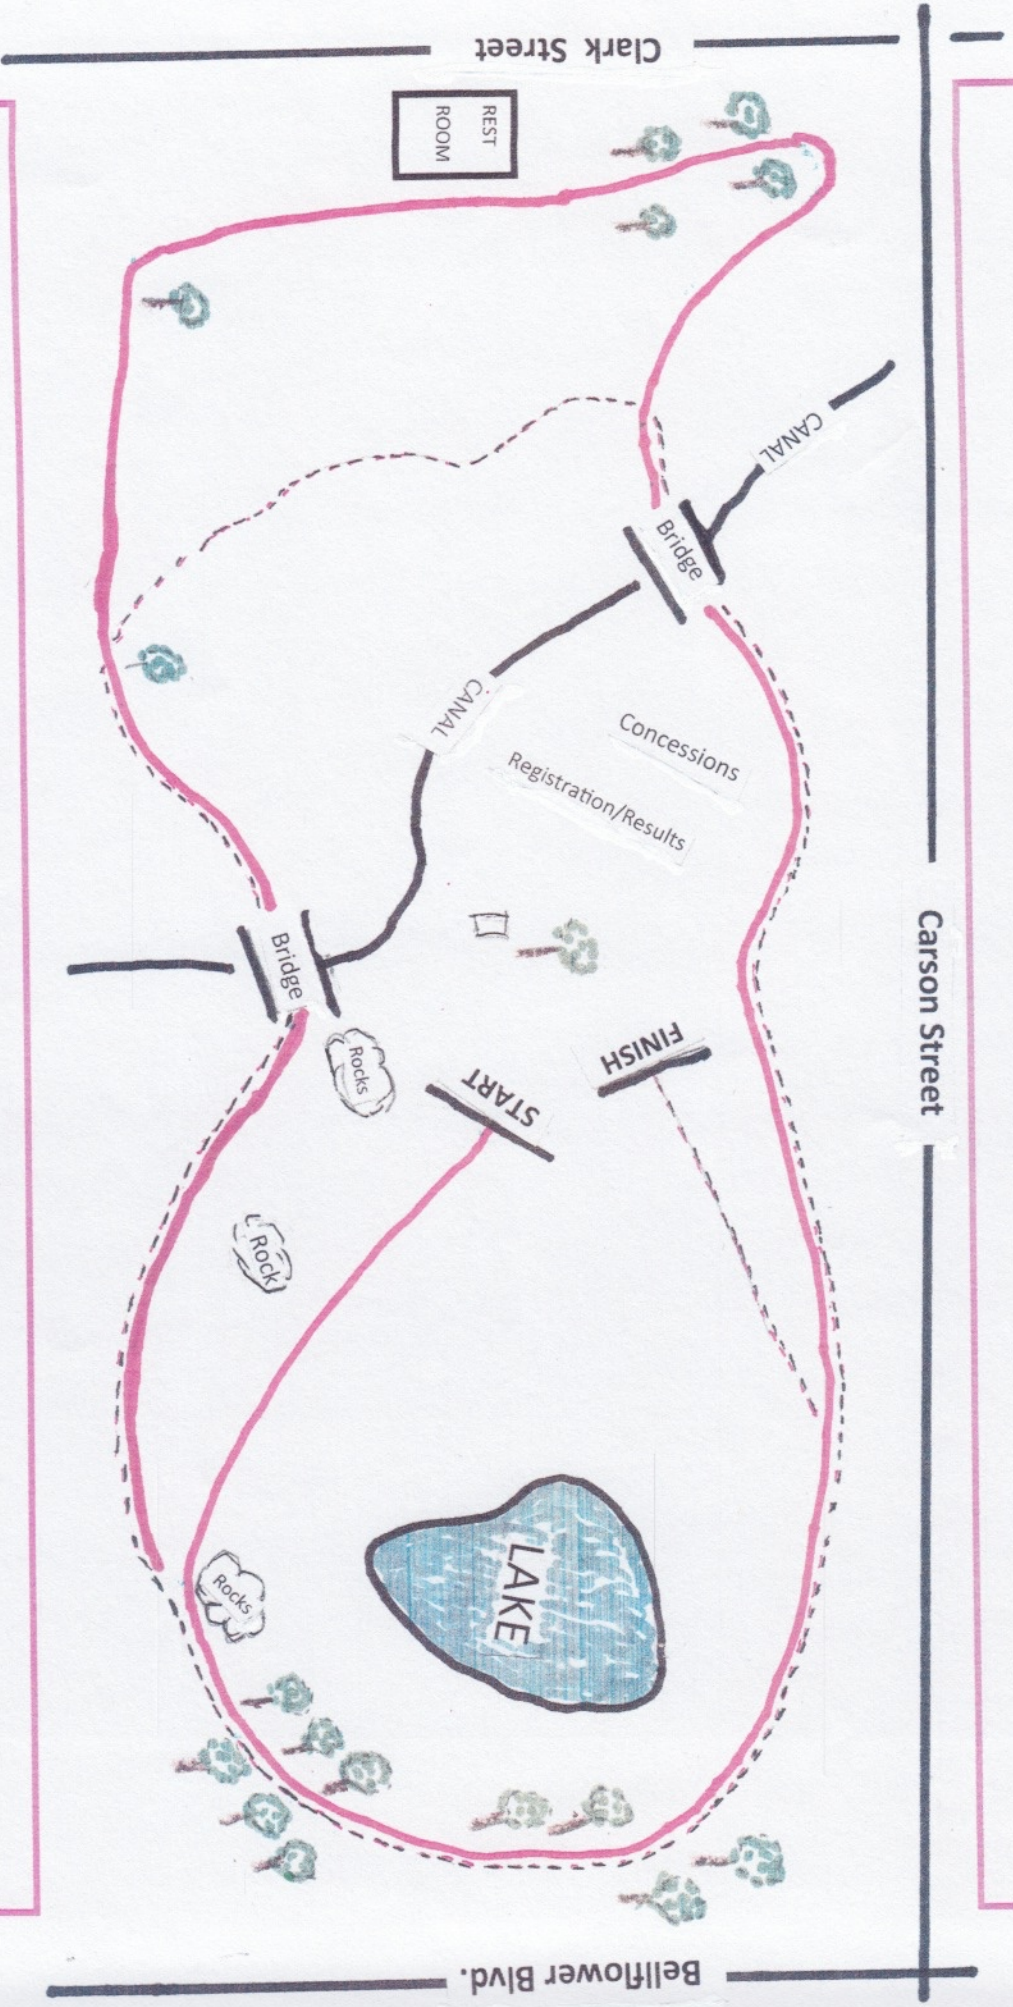 Clark Street
REST
ROOM
CANAL
Bridge
CANAL
Concessions
Registration/Results
Carson Street
Bridge
Rocks
FINISH
START
Rock
LAKE
Rocks
Bellflower Blvd.